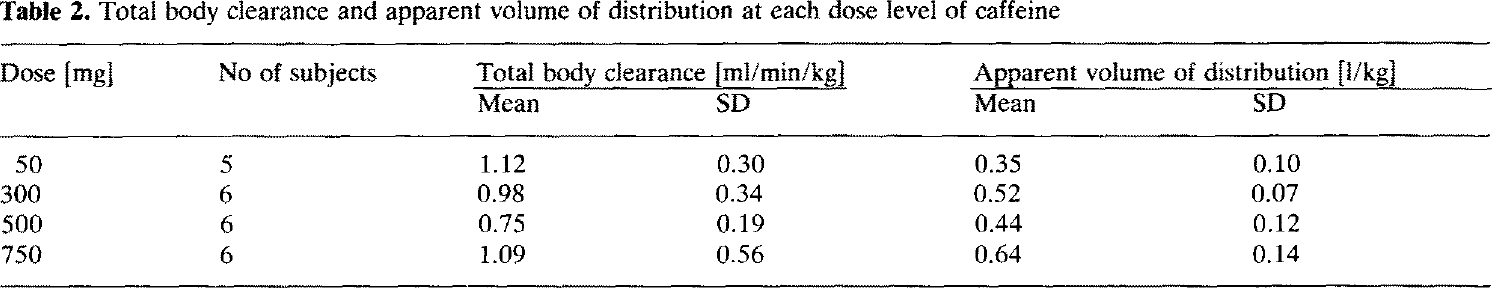 Table 2. Total body clearance and apparent volume of distribution at each dose level of caffeine
Dose [mg] No of subjects Total body clearance [ml/min/kg] Apparent volume of distribution [l/kg]
Mean SD Mean SD
50 5 1.12 0.30 0.35 0.10
300 6 0.98 0.34 0.52 0.07
500 6 0.75 0.19 0.44 0.12
750 6 1.09 0.56 0.64 0.14